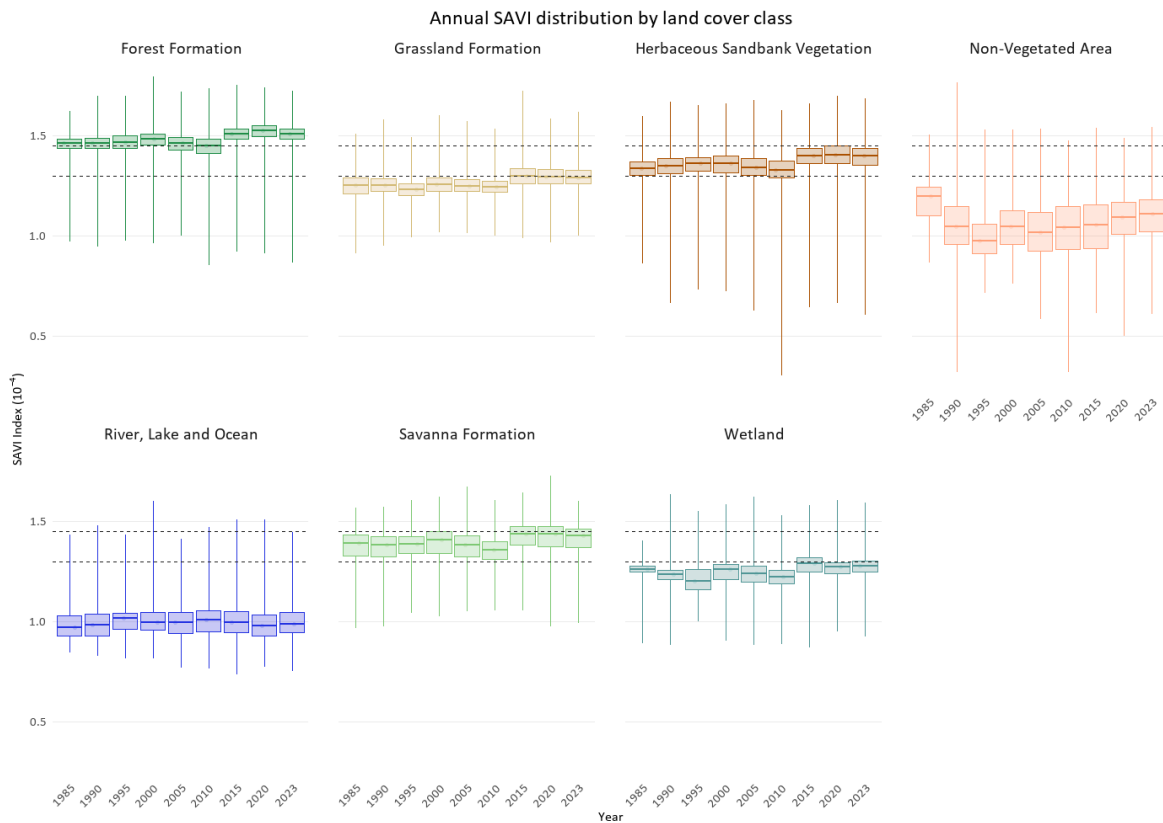 Annual SAVI distribution by land cover class
Forest Formation
Grassland Formation
Herbaceous Sandbank Vegetation
Non-Vegetated Area
1.5
1.0
0.5
1985 1990 1995 2000 2005 2010 2015 2020 2023
SAVI Index (10⁻⁴)
River, Lake and Ocean
Savanna Formation
Wetland
1.5
1.0
0.5
1985 1990 1995 2000 2005 2010 2015 2020 2023
1985 1990 1995 2000 2005 2010 2015 2020 2023
1985 1990 1995 2000 2005 2010 2015 2020 2023
Year